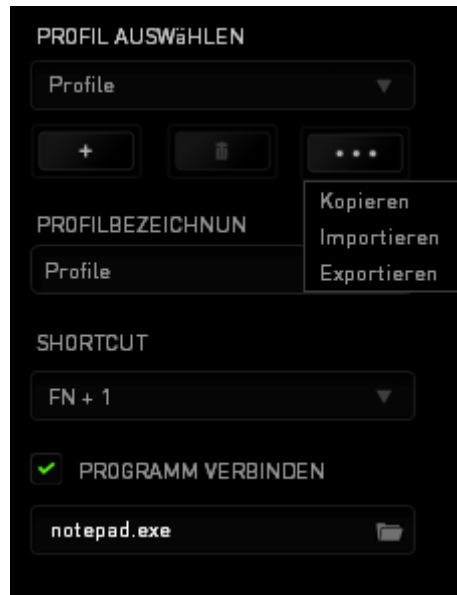 PROFIL AUSWäHLEN
Profile
+
Kopieren
Importieren
Exportieren
PROFILBEZEICHNUN
Profile
SHORTCUT
FN + 1
PROGRAMM VERBINDEN
notepad.exe